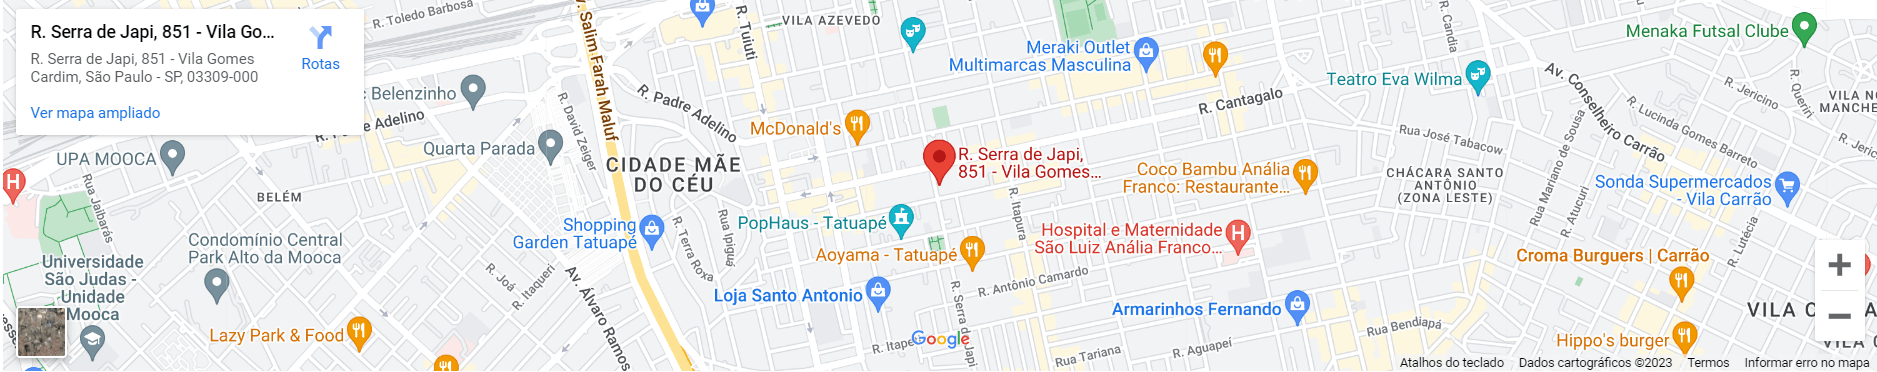 R. Serra de Japi, 851 - Vila Go...
R. Serra de Japi, 851 - Vila Gomes
Cardim, São Paulo - SP, 03309-000
Ver mapa ampliado
Rotas
R. Toledo Barbosa
Av. Salim Farah Maluf
R. Tuiuti
VILA AZEVEDO
Meraki Outlet
Multimarcas Masculina
R. Candia
Menaka Futsal Clube
Teatro Eva Wilma
Av. Conselheiro Carrão
R. Jericino
R. Queriri
VILA NO
MANCHE
Belenzinho
Padre Adelino
R. David Zeiger
R. Padre Adelino
McDonald's
R. Cantagalo
Rua José Tabacow
R. Lucinda Gomes Barreto
UPA MOOCA
Quarta Parada
CIDADE MÃE
DO CÉU
R. Serra de Japi,
851 - Vila Gomes...
Coco Bambu Anália
Franco: Restaurante...
CHÁCARA SANTO
ANTÔNIO
(ZONA LESTE)
Rua Mariano de Sousa
R. Atucuri
Sonda Supermercados
- Vila Carrão
Rua Jaibarás
BELÉM
Shopping
Garden Tatuapé
R. Terra Roxa
Rua Ipiguá
PopHaus - Tatuapé
R. Itapura
Hospital e Maternidade
São Luiz Anália Franco...
R. Lutécia
Condomínio Central
Park Alto da Mooca
Universidade
São Judas -
Unidade
Mooca
R. Joá
R. Itaqueri
Av. Álvaro Ramos
Aoyama - Tatuapé
R. Antônio Camardo
Croma Burguers | Carrão
Loja Santo Antonio
R. Serra de Japi
Armarinhos Fernando
VILA C
Lazy Park & Food
Google
R. Itape
Rua Tariana
R. Aguapeí
Rua Bendiapá
Hippo's burger
Atalhos do teclado
Dados cartográficos ©2023
Termos
Informar erro no mapa